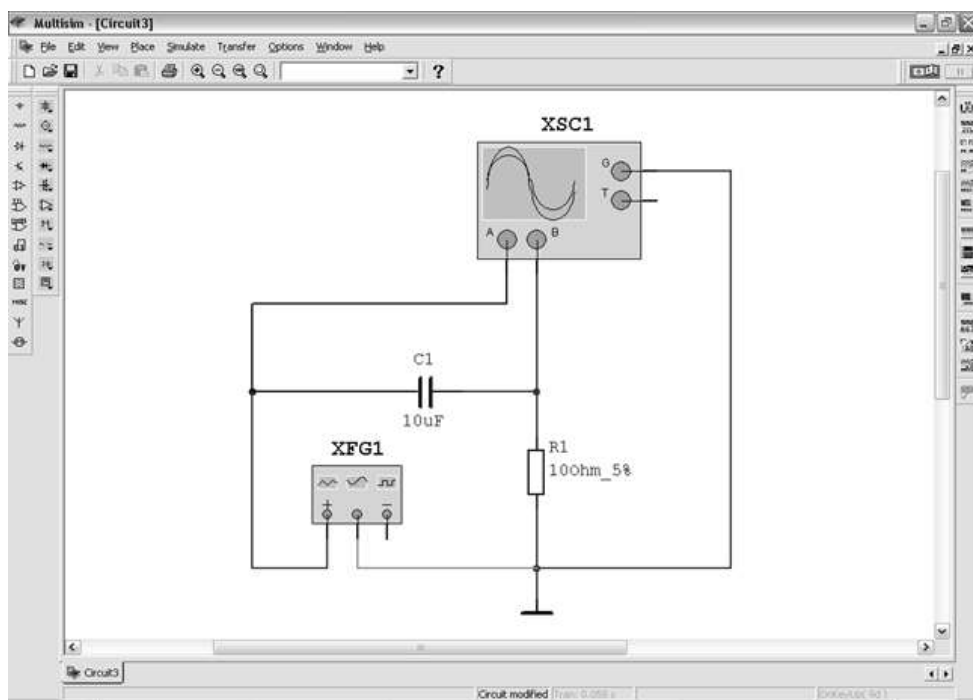 Multisim - [Circuit3]
File Edit View Place Simulate Transfer Options Window Help
?
XSC1
G
T
A B
C1
10uF
XFG1
R1
10Ohm_5%
+ −
MISC
Circuit3
Circuit modified